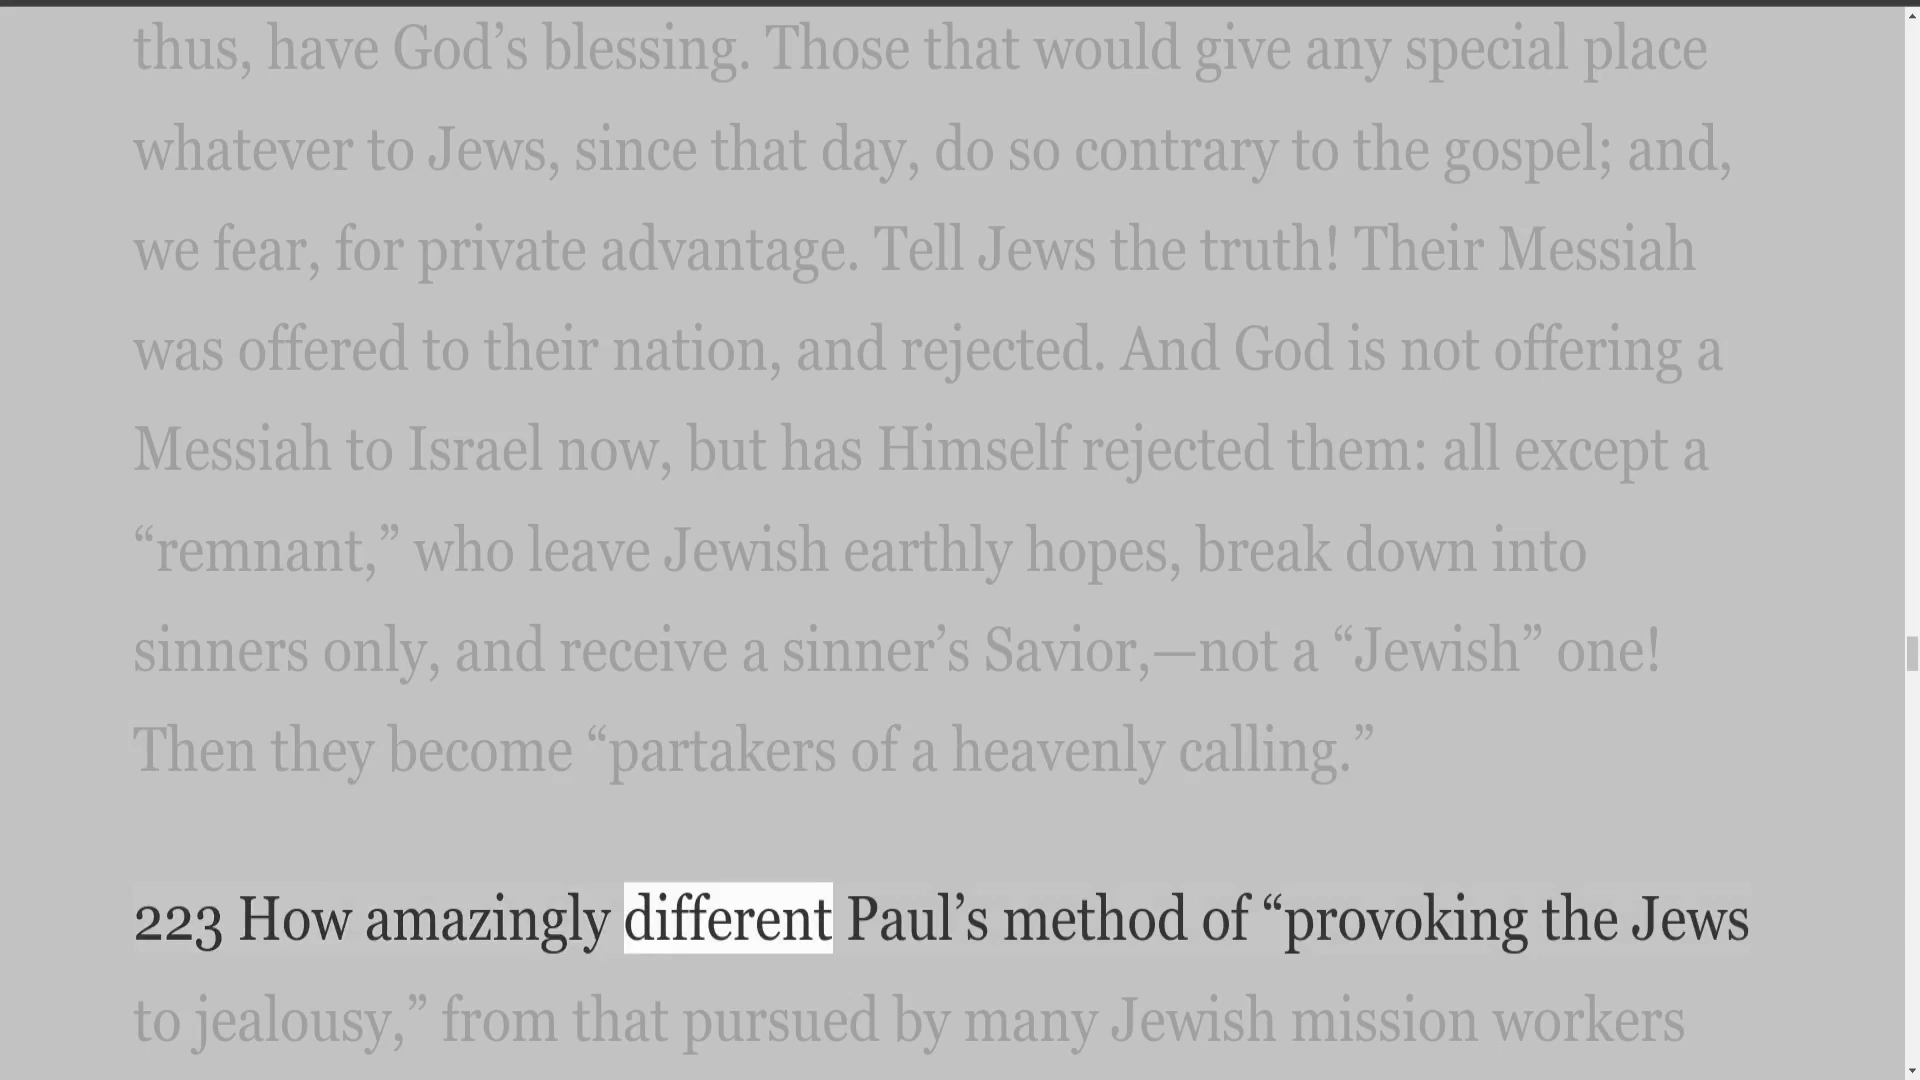 thus, have God’s blessing. Those that would give any special place
whatever to Jews, since that day, do so contrary to the gospel; and,
we fear, for private advantage. Tell Jews the truth! Their Messiah
was offered to their nation, and rejected. And God is not offering a
Messiah to Israel now, but has Himself rejected them: all except a
“remnant,” who leave Jewish earthly hopes, break down into
sinners only, and receive a sinner’s Savior,—not a “Jewish” one!
Then they become “partakers of a heavenly calling.”
223 How amazingly different Paul’s method of “provoking the Jews
to jealousy,” from that pursued by many Jewish mission workers